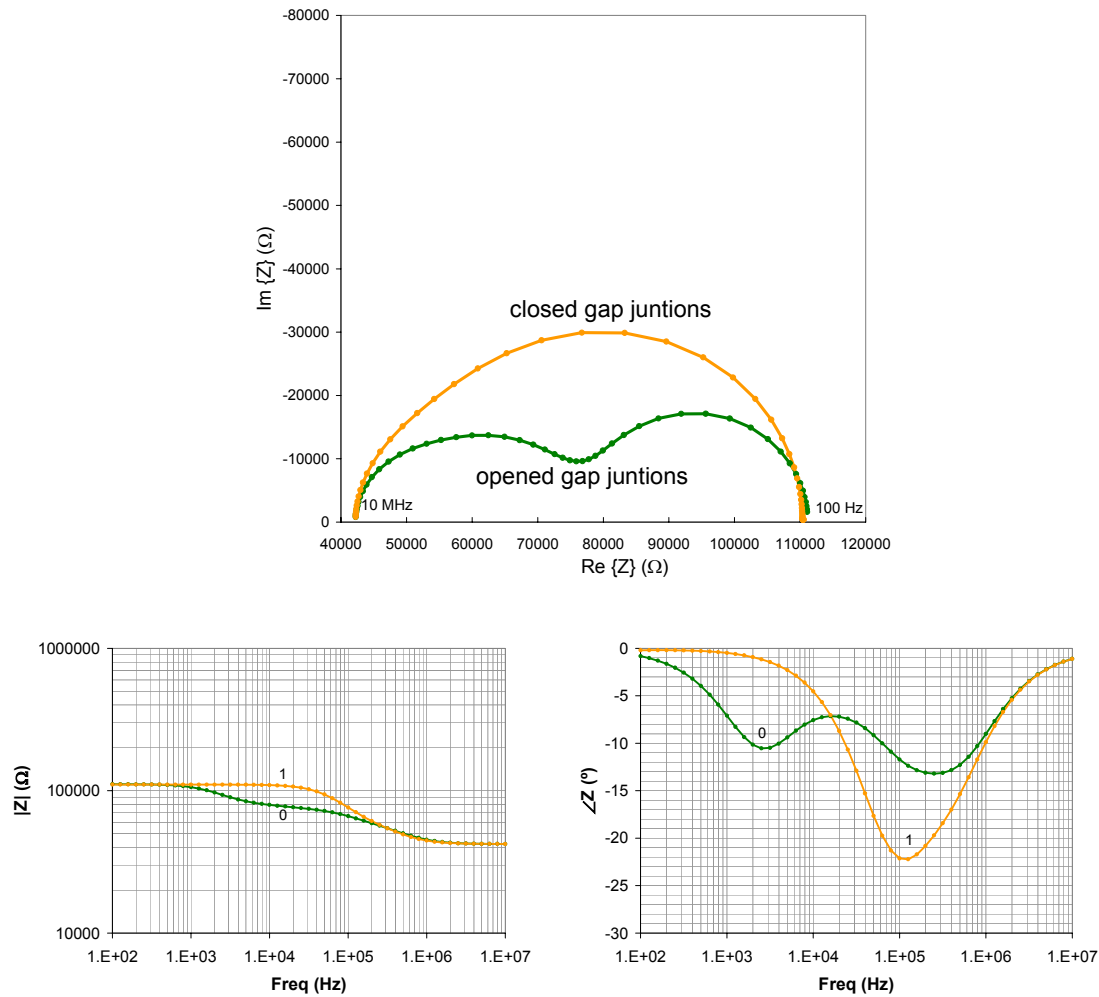 -80000
-70000
-60000
-50000
-40000
-30000
-20000
-10000
0
Im {Z} (Ω)
closed gap juntions
opened gap juntions
10 MHz
100 Hz
40000 50000 60000 70000 80000 90000 100000 110000 120000
Re {Z} (Ω)
1000000
100000
10000
|Z| (Ω)
1
0
1.E+02 1.E+03 1.E+04 1.E+05 1.E+06 1.E+07
Freq (Hz)
0
-5
-10
-15
-20
-25
-30
∠Z (º)
0
1
1.E+02 1.E+03 1.E+04 1.E+05 1.E+06 1.E+07
Freq (Hz)